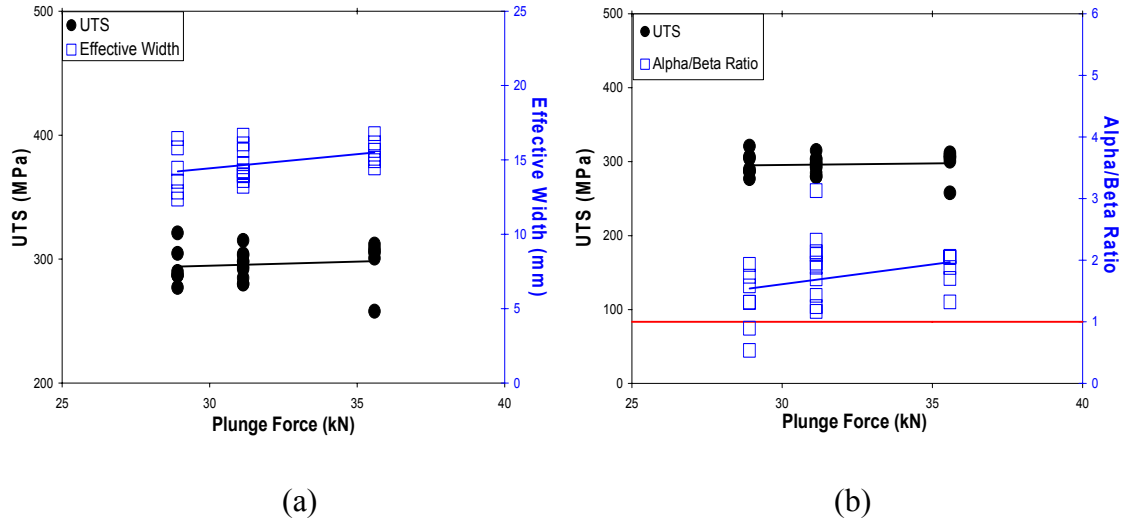 UTS
Effective Width
500
400
300
200
25
20
15
10
5
0
25
30
35
40
UTS (MPa)
Effective Width (mm)
Plunge Force (kN)
(a)
UTS
Alpha/Beta Ratio
500
400
300
200
100
0
6
5
4
3
2
1
0
25
30
35
40
UTS (MPa)
Alpha/Beta Ratio
Plunge Force (kN)
(b)